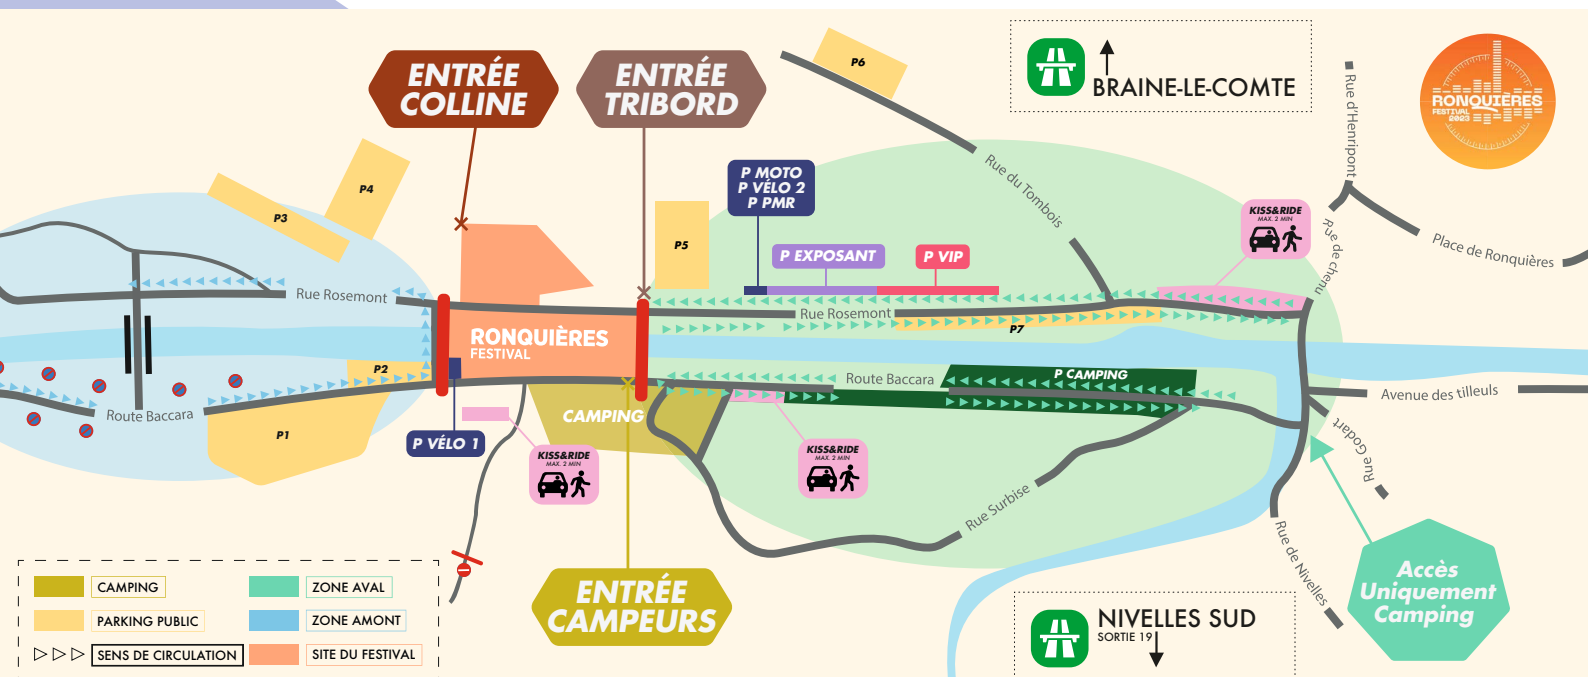 ENTRÉE
COLLINE
ENTRÉE
TRIBORD
P6
BRAINE-LE-COMTE
Rue d'Henripont
RONQUIÈRES
FESTIVAL
2023
P4
P3
P MOTO
P VÉLO 2
P PMR
Rue du Tombois
KISS&RIDE
MAX. 2 MIN
Rue de chenu
Place de Ronquières
P5
P EXPOSANT
P VIP
Rue Rosemont
Rue Rosemont
P7
RONQUIÈRES
FESTIVAL
P2
Route Baccara
P CAMPING
Avenue des tilleuls
Route Baccara
CAMPING
P1
P VÉLO 1
KISS&RIDE
MAX. 2 MIN
KISS&RIDE
MAX. 2 MIN
Rue Godart
Rue Surbise
Rue de Nivelles
Accès
Uniquement
Camping
ENTRÉE
CAMPEURS
NIVELLES SUD
SORTIE 19
CAMPING
ZONE AVAL
PARKING PUBLIC
ZONE AMONT
SENS DE CIRCULATION
SITE DU FESTIVAL